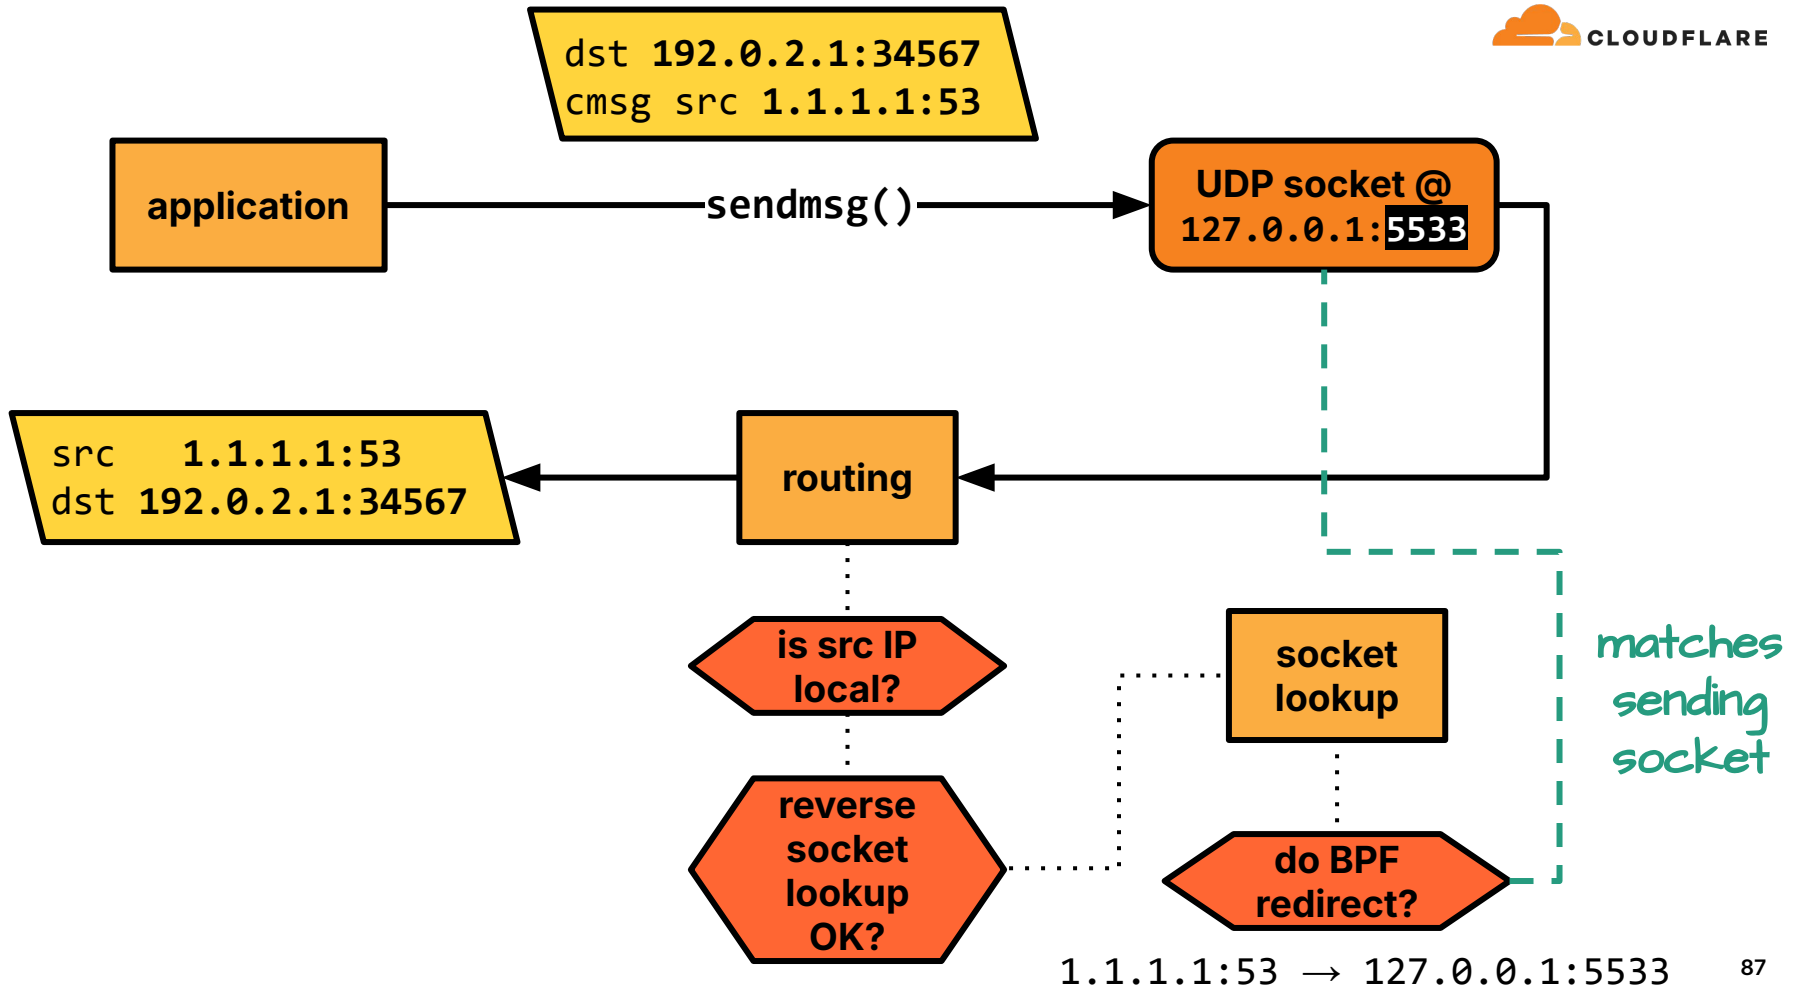 CLOUDFLARE
dst 192.0.2.1:34567
cmsg src 1.1.1.1:53
application
sendmsg()
UDP socket @
127.0.0.1:5533
src 1.1.1.1:53
dst 192.0.2.1:34567
routing
is src IP
local?
socket
lookup
matches
sending
socket
reverse
socket
lookup
OK?
do BPF
redirect?
1.1.1.1:53 → 127.0.0.1:5533
87